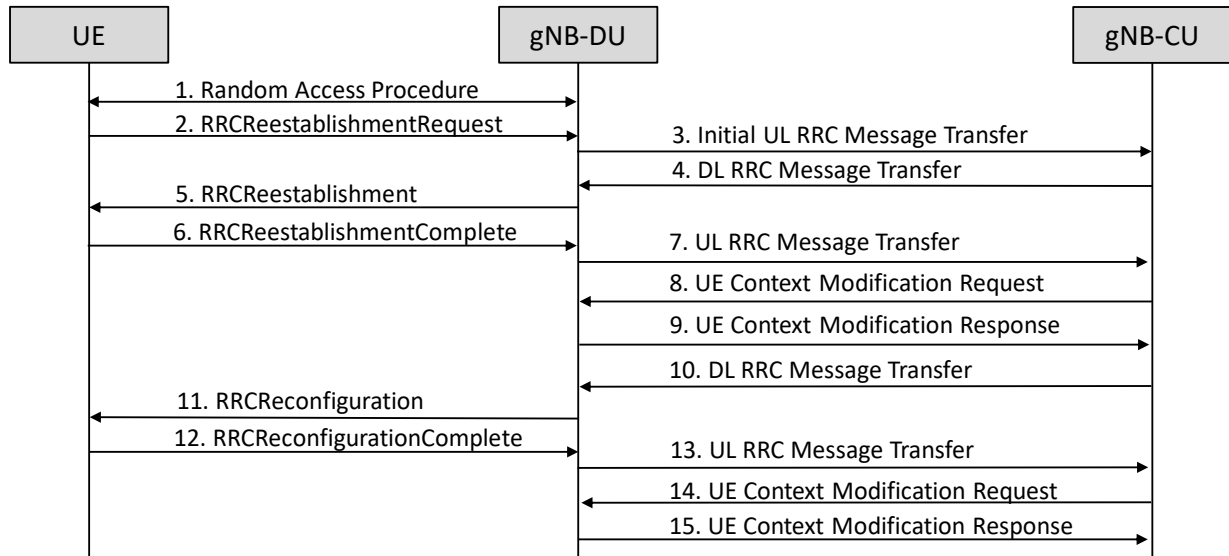 UE
gNB-DU
gNB-CU
1. Random Access Procedure
2. RRCReestablishmentRequest
3. Initial UL RRC Message Transfer
4. DL RRC Message Transfer
5. RRCReestablishment
6. RRCReestablishmentComplete
7. UL RRC Message Transfer
8. UE Context Modification Request
9. UE Context Modification Response
10. DL RRC Message Transfer
11. RRCReconfiguration
12. RRCReconfigurationComplete
13. UL RRC Message Transfer
14. UE Context Modification Request
15. UE Context Modification Response